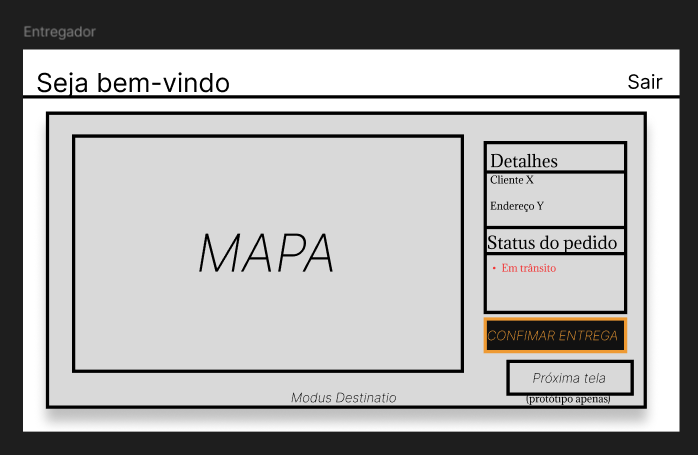 Entregador
Seja bem-vindo
Sair
MAPA
Detalhes
Cliente X
Endereço Y
Status do pedido
• Em trânsito
CONFIMAR ENTREGA
Próxima tela
(protótipo apenas)
Modus Destinatio